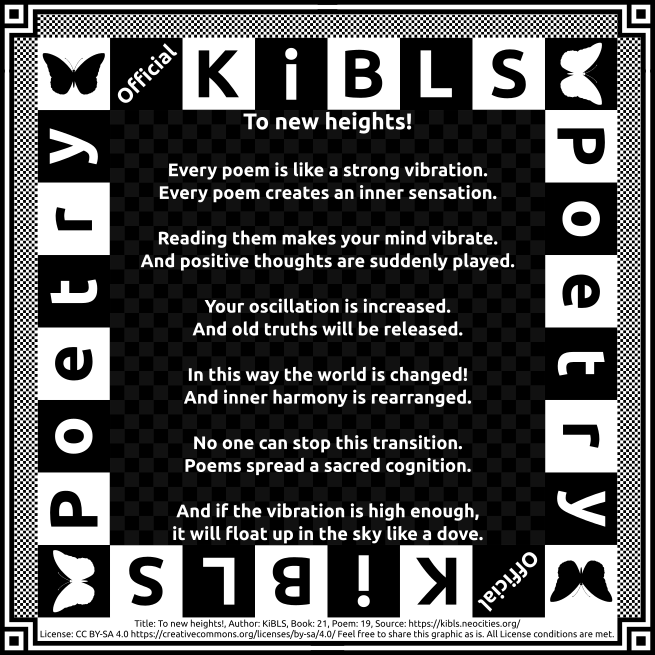 Official KiBLS
Poetry
Poetry
To new heights!
Every poem is like a strong vibration.
Every poem creates an inner sensation.
Reading them makes your mind vibrate.
And positive thoughts are suddenly played.
Your oscillation is increased.
And old truths will be released.
In this way the world is changed!
And inner harmony is rearranged.
No one can stop this transition.
Poems spread a sacred cognition.
And if the vibration is high enough,
it will float up in the sky like a dove.
Official KiBLS
Title: To new heights!, Author: KiBLS, Book: 21, Poem: 19, Source: https://kibls.neocities.org/
License: CC BY-SA 4.0 https://creativecommons.org/licenses/by-sa/4.0/ Feel free to share this graphic as is. All License conditions are met.